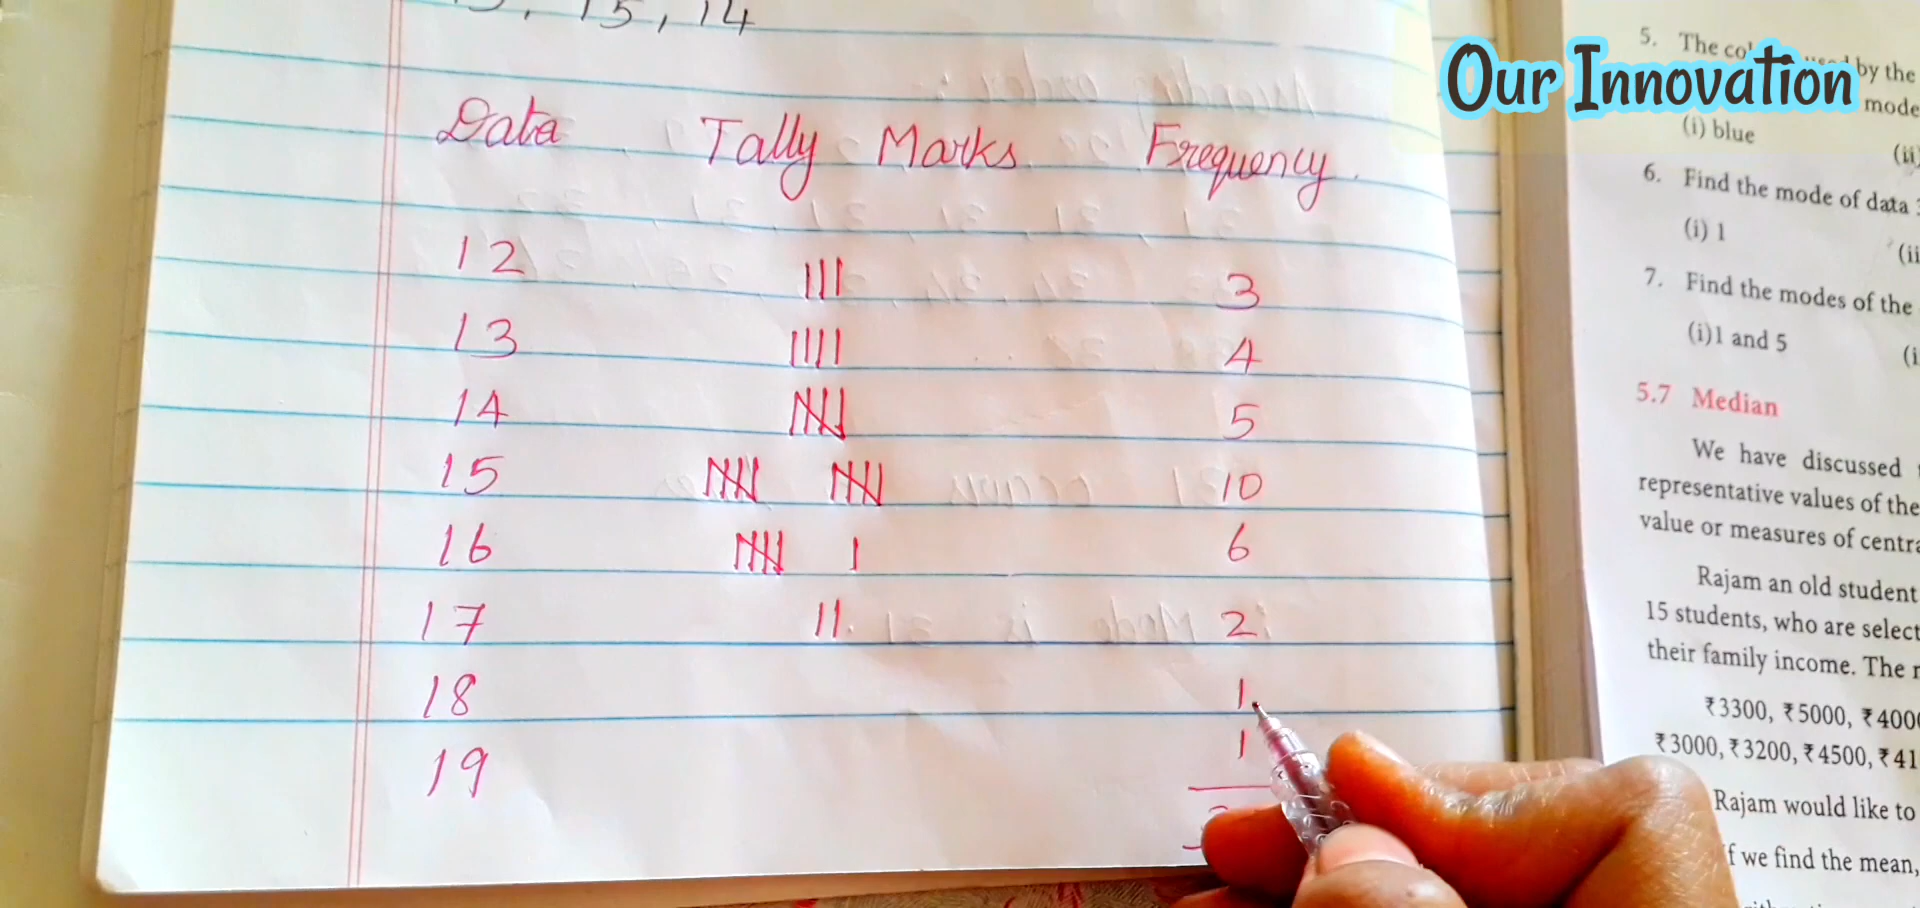 15, 14
Data Tally Marks Frequency
12 ||| 3
13 |||| 4
14 5
15 10
16 | 6
17 || 2
18 1
19 1
Our Innovation
5. The by the
mode
(i) blue (ii)
6. Find the mode of data
(i) 1 (ii
7. Find the modes of the
(i)1 and 5 (i
5.7 Median
We have discussed
representative values of the
value or measures of centra
Rajam an old student
15 students, who are select
their family income. The
₹3300, ₹5000, ₹400
₹3000, ₹3200, ₹4500, ₹41
Rajam would like to
f we find the mean,